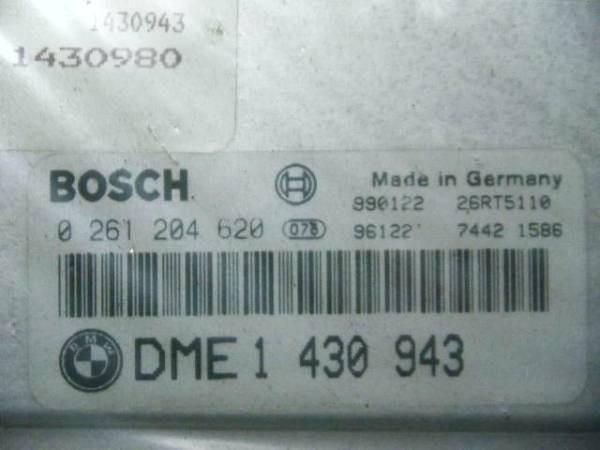 1430943
1430980
BOSCH
Made in Germany
990122 26RT5110
0 261 204 620 078 96122 7442 1586
BMW
DME 1 430 943